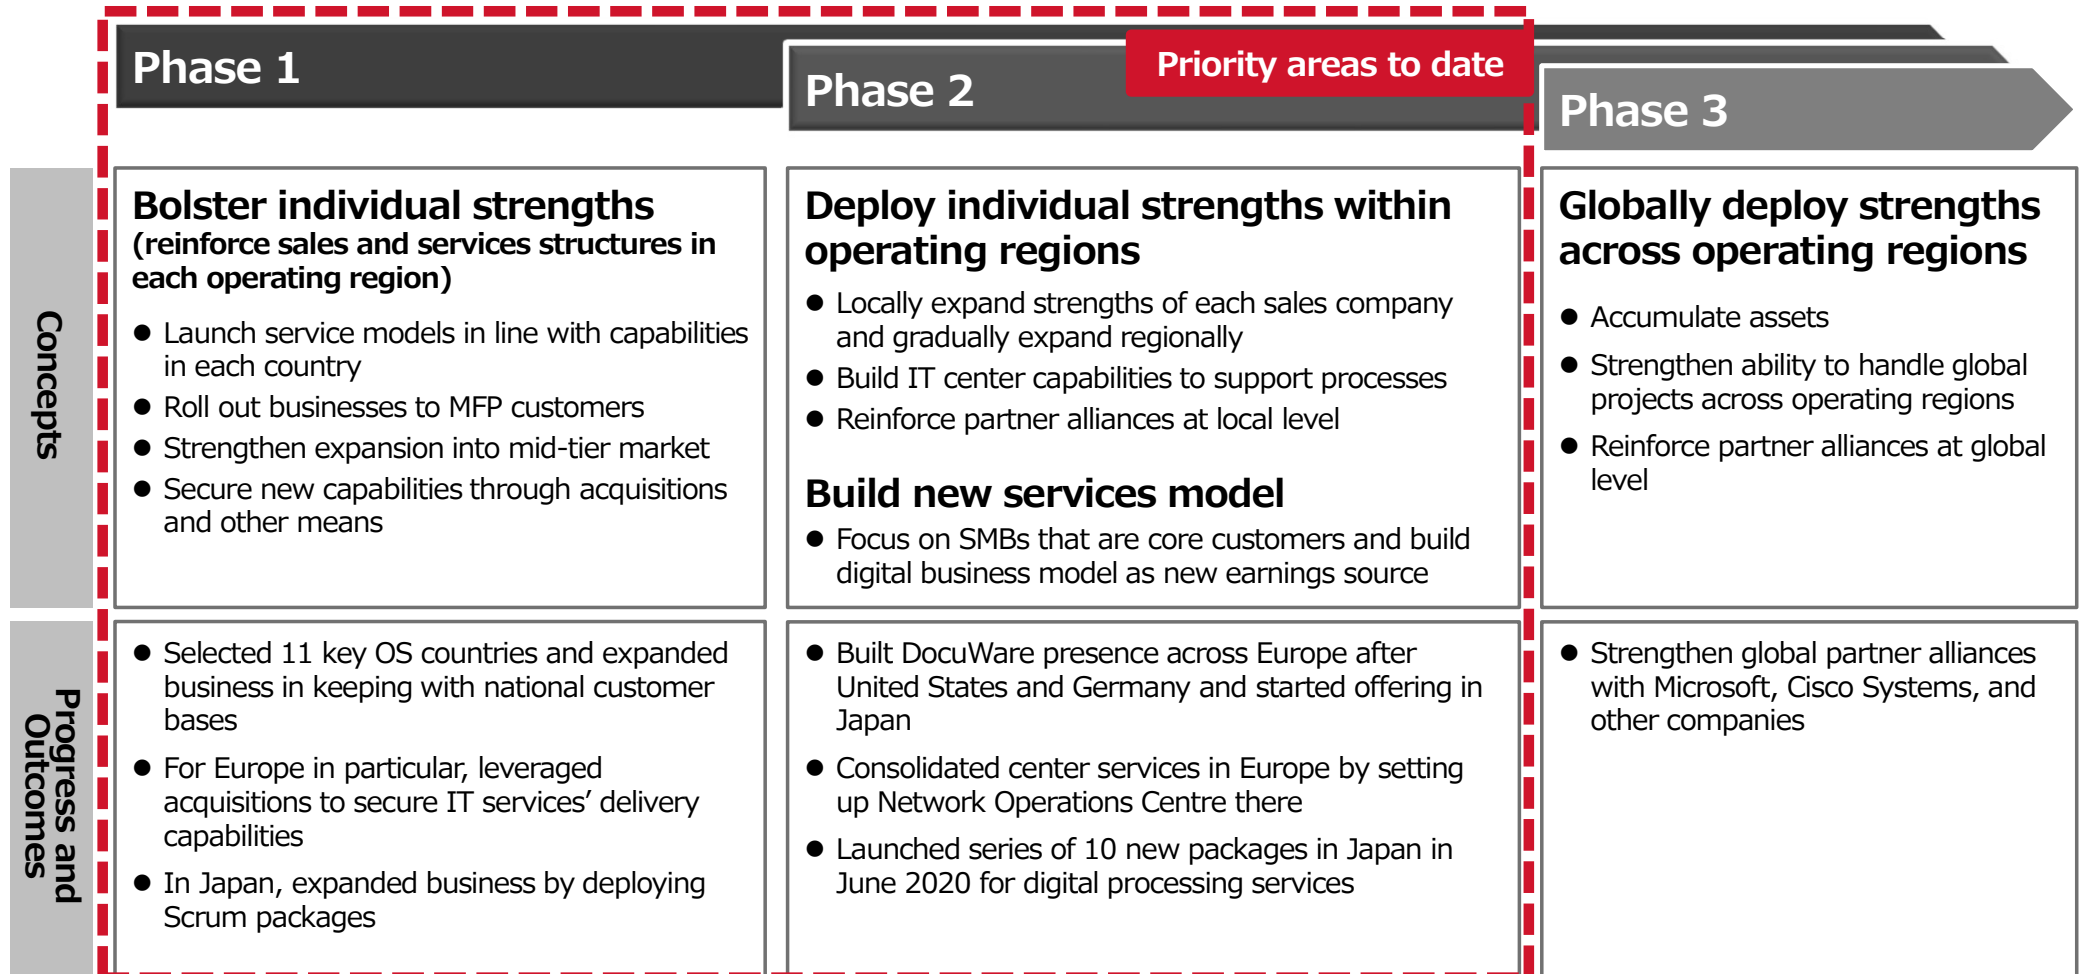 Phase 1
Phase 2
Priority areas to date
Phase 3
Concepts
Bolster individual strengths
(reinforce sales and services structures in
each operating region)
● Launch service models in line with capabilities
in each country
● Roll out businesses to MFP customers
● Strengthen expansion into mid-tier market
● Secure new capabilities through acquisitions
and other means
Deploy individual strengths within
operating regions
● Locally expand strengths of each sales company
and gradually expand regionally
● Build IT center capabilities to support processes
● Reinforce partner alliances at local level
Build new services model
● Focus on SMBs that are core customers and build
digital business model as new earnings source
Globally deploy strengths
across operating regions
● Accumulate assets
● Strengthen ability to handle global
projects across operating regions
● Reinforce partner alliances at global
level
Progress and
Outcomes
● Selected 11 key OS countries and expanded
business in keeping with national customer
bases
● For Europe in particular, leveraged
acquisitions to secure IT services’ delivery
capabilities
● In Japan, expanded business by deploying
Scrum packages
● Built DocuWare presence across Europe after
United States and Germany and started offering in
Japan
● Consolidated center services in Europe by setting
up Network Operations Centre there
● Launched series of 10 new packages in Japan in
June 2020 for digital processing services
● Strengthen global partner alliances
with Microsoft, Cisco Systems, and
other companies